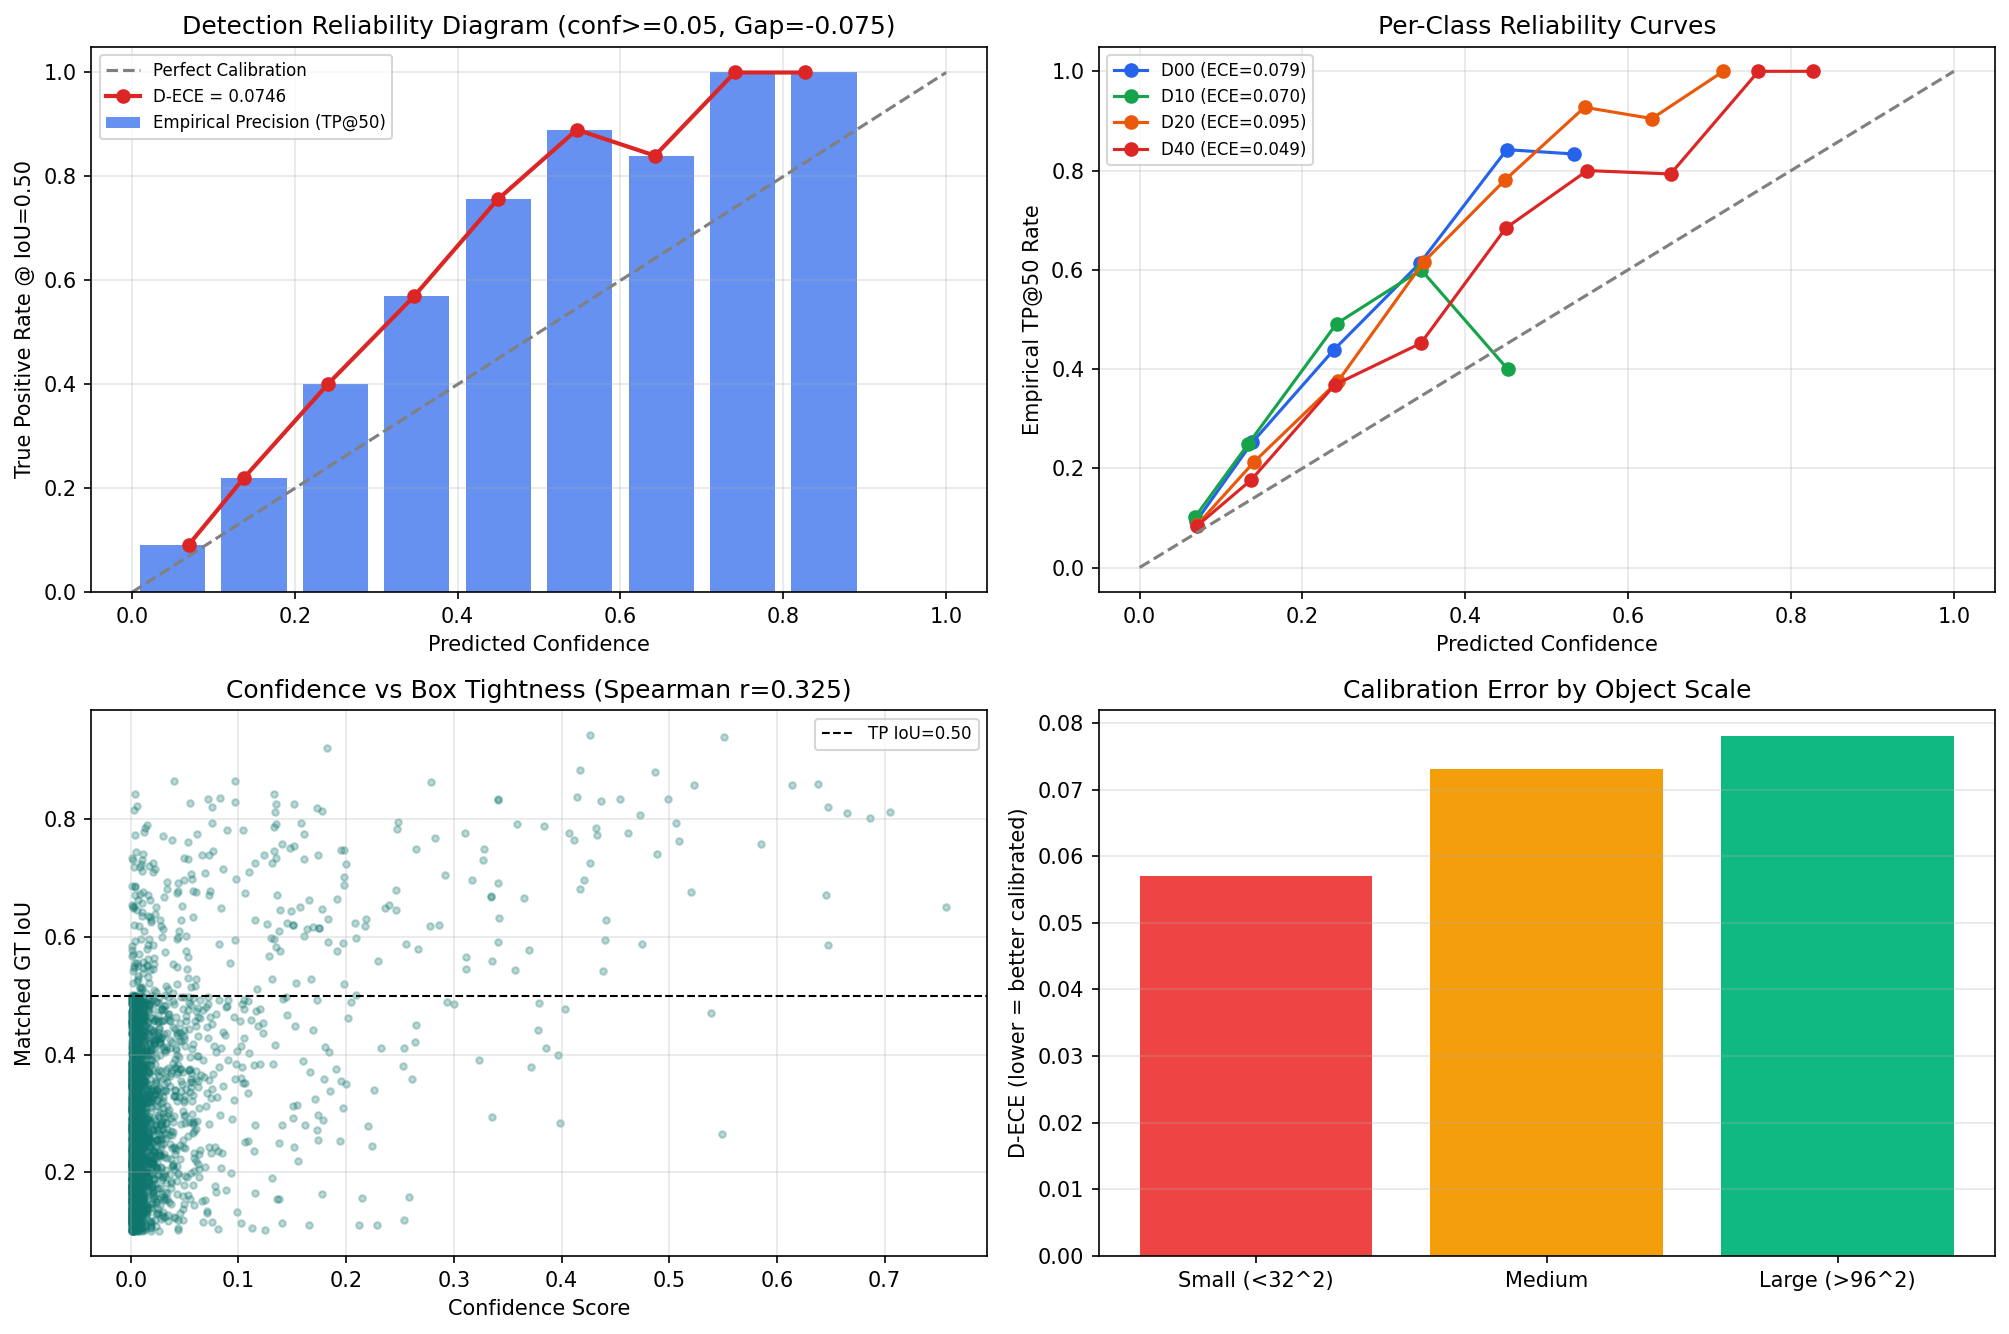 Detection Reliability Diagram (conf>=0.05, Gap=-0.075)
Perfect Calibration
D-ECE = 0.0746
Empirical Precision (TP@50)
True Positive Rate @ IoU=0.50
1.0
0.8
0.6
0.4
0.2
0.0
0.0 0.2 0.4 0.6 0.8 1.0
Predicted Confidence
Per-Class Reliability Curves
D00 (ECE=0.079)
D10 (ECE=0.070)
D20 (ECE=0.095)
D40 (ECE=0.049)
Empirical TP@50 Rate
1.0
0.8
0.6
0.4
0.2
0.0
0.0 0.2 0.4 0.6 0.8 1.0
Predicted Confidence
Confidence vs Box Tightness (Spearman r=0.325)
TP IoU=0.50
Matched GT IoU
0.8
0.6
0.4
0.2
0.0 0.1 0.2 0.3 0.4 0.5 0.6 0.7
Confidence Score
Calibration Error by Object Scale
D-ECE (lower = better calibrated)
0.08
0.07
0.06
0.05
0.04
0.03
0.02
0.01
0.00
Small (<32^2) Medium Large (>96^2)